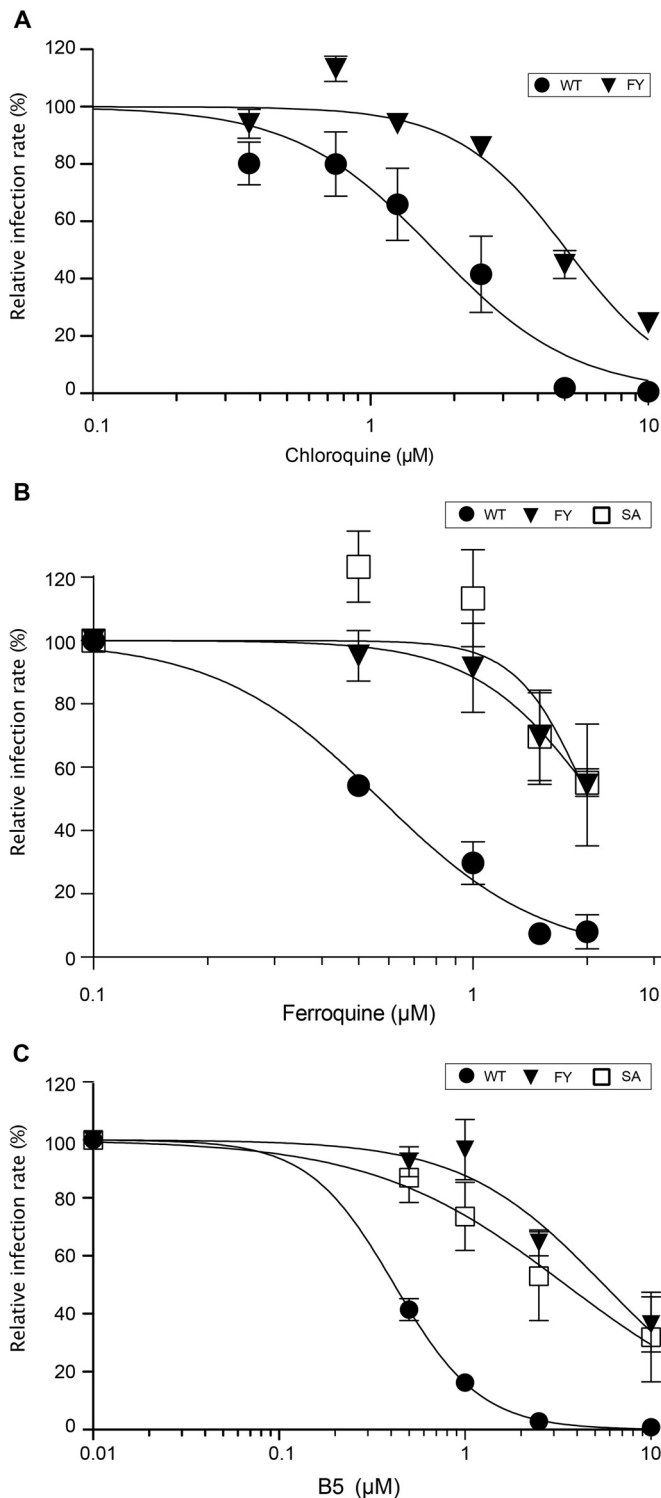 A
WT FY
120
100
80
60
40
20
0
Relative infection rate (%)
0.1 1 10
Chloroquine (µM)
B
WT FY SA
120
100
80
60
40
20
0
Relative infection rate (%)
0.1 1 10
Ferroquine (µM)
C
WT FY SA
120
100
80
60
40
20
0
Relative infection rate (%)
0.01 0.1 1 10
B5 (µM)